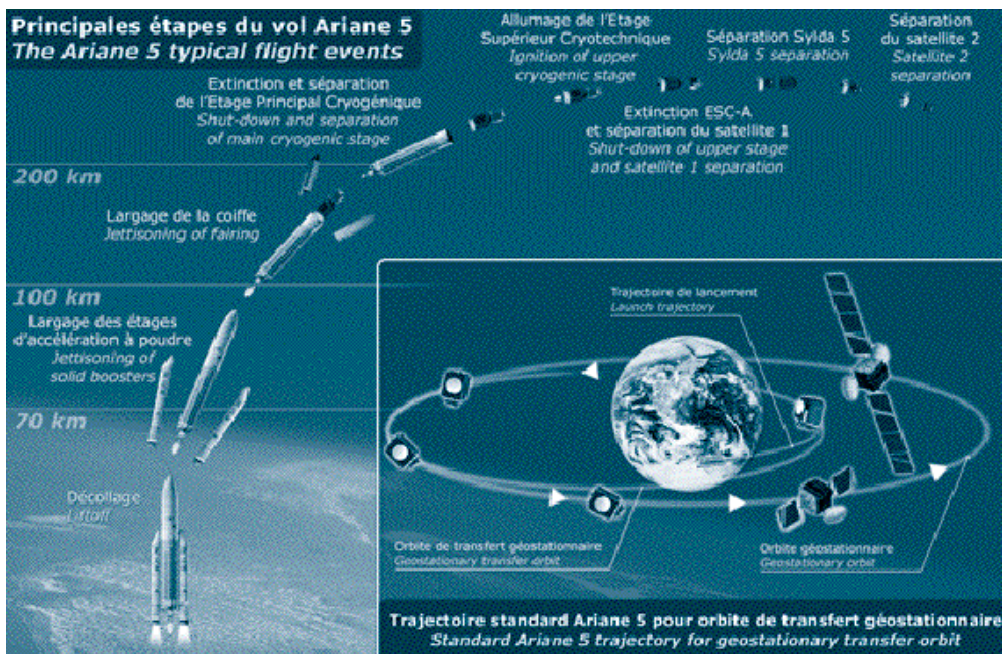 Principales étapes du vol Ariane 5
The Ariane 5 typical flight events
Allumage de l'Etage
Supérieur Cryotechnique
Ignition of upper
cryogenic stage
Séparation Sylda 5
Sylda 5 separation
Séparation
du satellite 2
Satellite 2
separation
Extinction et séparation
de l'Etage Principal Cryogénique
Shut-down and separation
of main cryogenic stage
Extinction ESC-A
et séparation du satellite 1
Shut-down of upper stage
and satellite 1 separation
200 km
Largage de la coiffe
Jettisoning of fairing
100 km
Largage des étages
d'accélération à poudre
Jettisoning of
solid boosters
70 km
Décollage
Liftoff
Trajectoire de lancement
Launch trajectory
Orbite de transfert géostationnaire
Geostationary transfer orbit
Orbite géostationnaire
Geostationary orbit
Trajectoire standard Ariane 5 pour orbite de transfert géostationnaire
Standard Ariane 5 trajectory for geostationary transfer orbit